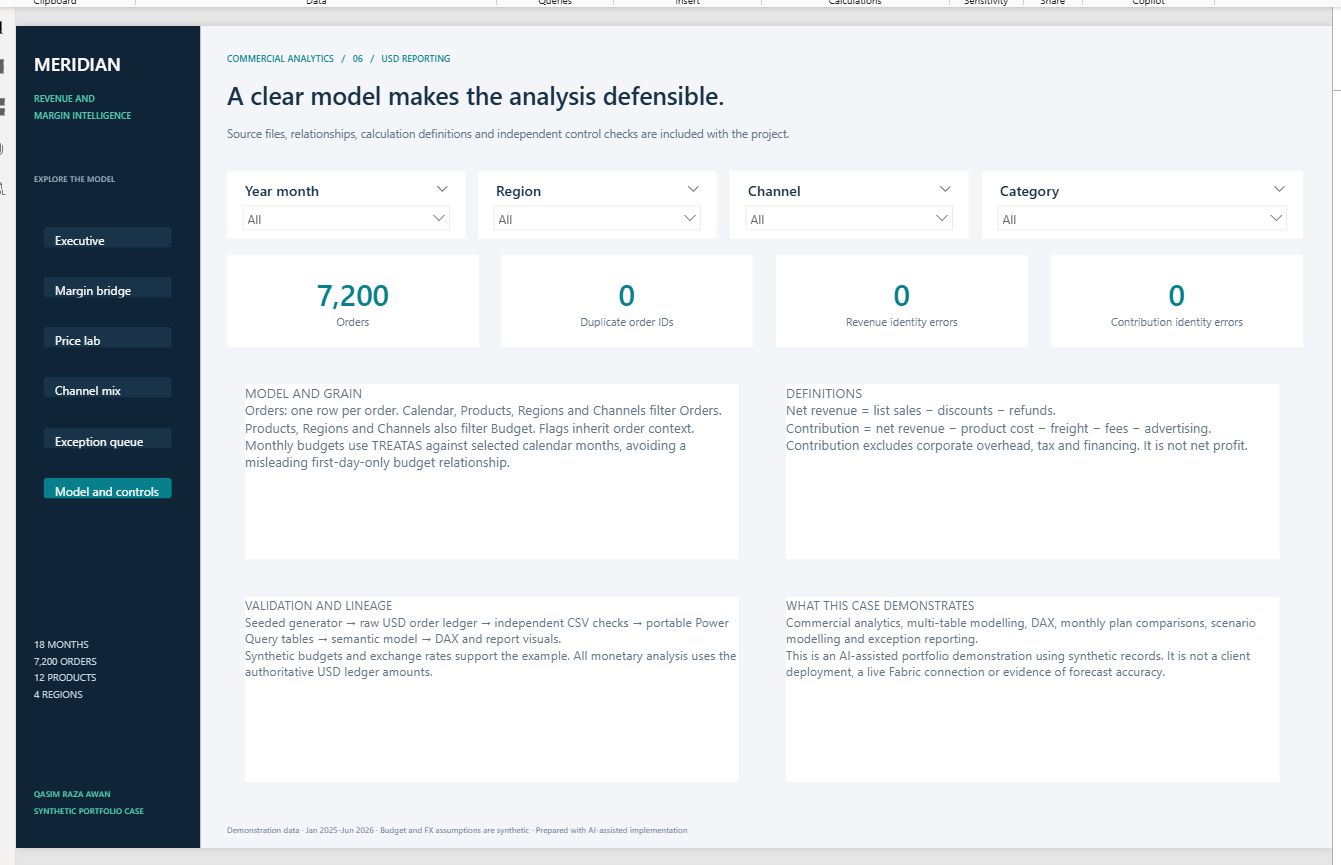 Clipboard Data Queries Insert Calculations Sensitivity Share Copilot
MERIDIAN
REVENUE AND
MARGIN INTELLIGENCE
EXPLORE THE MODEL
Executive
Margin bridge
Price lab
Channel mix
Exception queue
Model and controls
18 MONTHS
7,200 ORDERS
12 PRODUCTS
4 REGIONS
QASIM RAZA AWAN
SYNTHETIC PORTFOLIO CASE
COMMERCIAL ANALYTICS / 06 / USD REPORTING
A clear model makes the analysis defensible.
Source files, relationships, calculation definitions and independent control checks are included with the project.
Year month
All
Region
All
Channel
All
Category
All
7,200
Orders
0
Duplicate order IDs
0
Revenue identity errors
0
Contribution identity errors
MODEL AND GRAIN
Orders: one row per order. Calendar, Products, Regions and Channels filter Orders.
Products, Regions and Channels also filter Budget. Flags inherit order context.
Monthly budgets use TREATAS against selected calendar months, avoiding a
misleading first-day-only budget relationship.
DEFINITIONS
Net revenue = list sales − discounts − refunds.
Contribution = net revenue − product cost − freight − fees − advertising.
Contribution excludes corporate overhead, tax and financing. It is not net profit.
VALIDATION AND LINEAGE
Seeded generator → raw USD order ledger → independent CSV checks → portable Power
Query tables → semantic model → DAX and report visuals.
Synthetic budgets and exchange rates support the example. All monetary analysis uses the
authoritative USD ledger amounts.
WHAT THIS CASE DEMONSTRATES
Commercial analytics, multi-table modelling, DAX, monthly plan comparisons, scenario
modelling and exception reporting.
This is an AI-assisted portfolio demonstration using synthetic records. It is not a client
deployment, a live Fabric connection or evidence of forecast accuracy.
Demonstration data · Jan 2025-Jun 2026 · Budget and FX assumptions are synthetic · Prepared with AI-assisted implementation